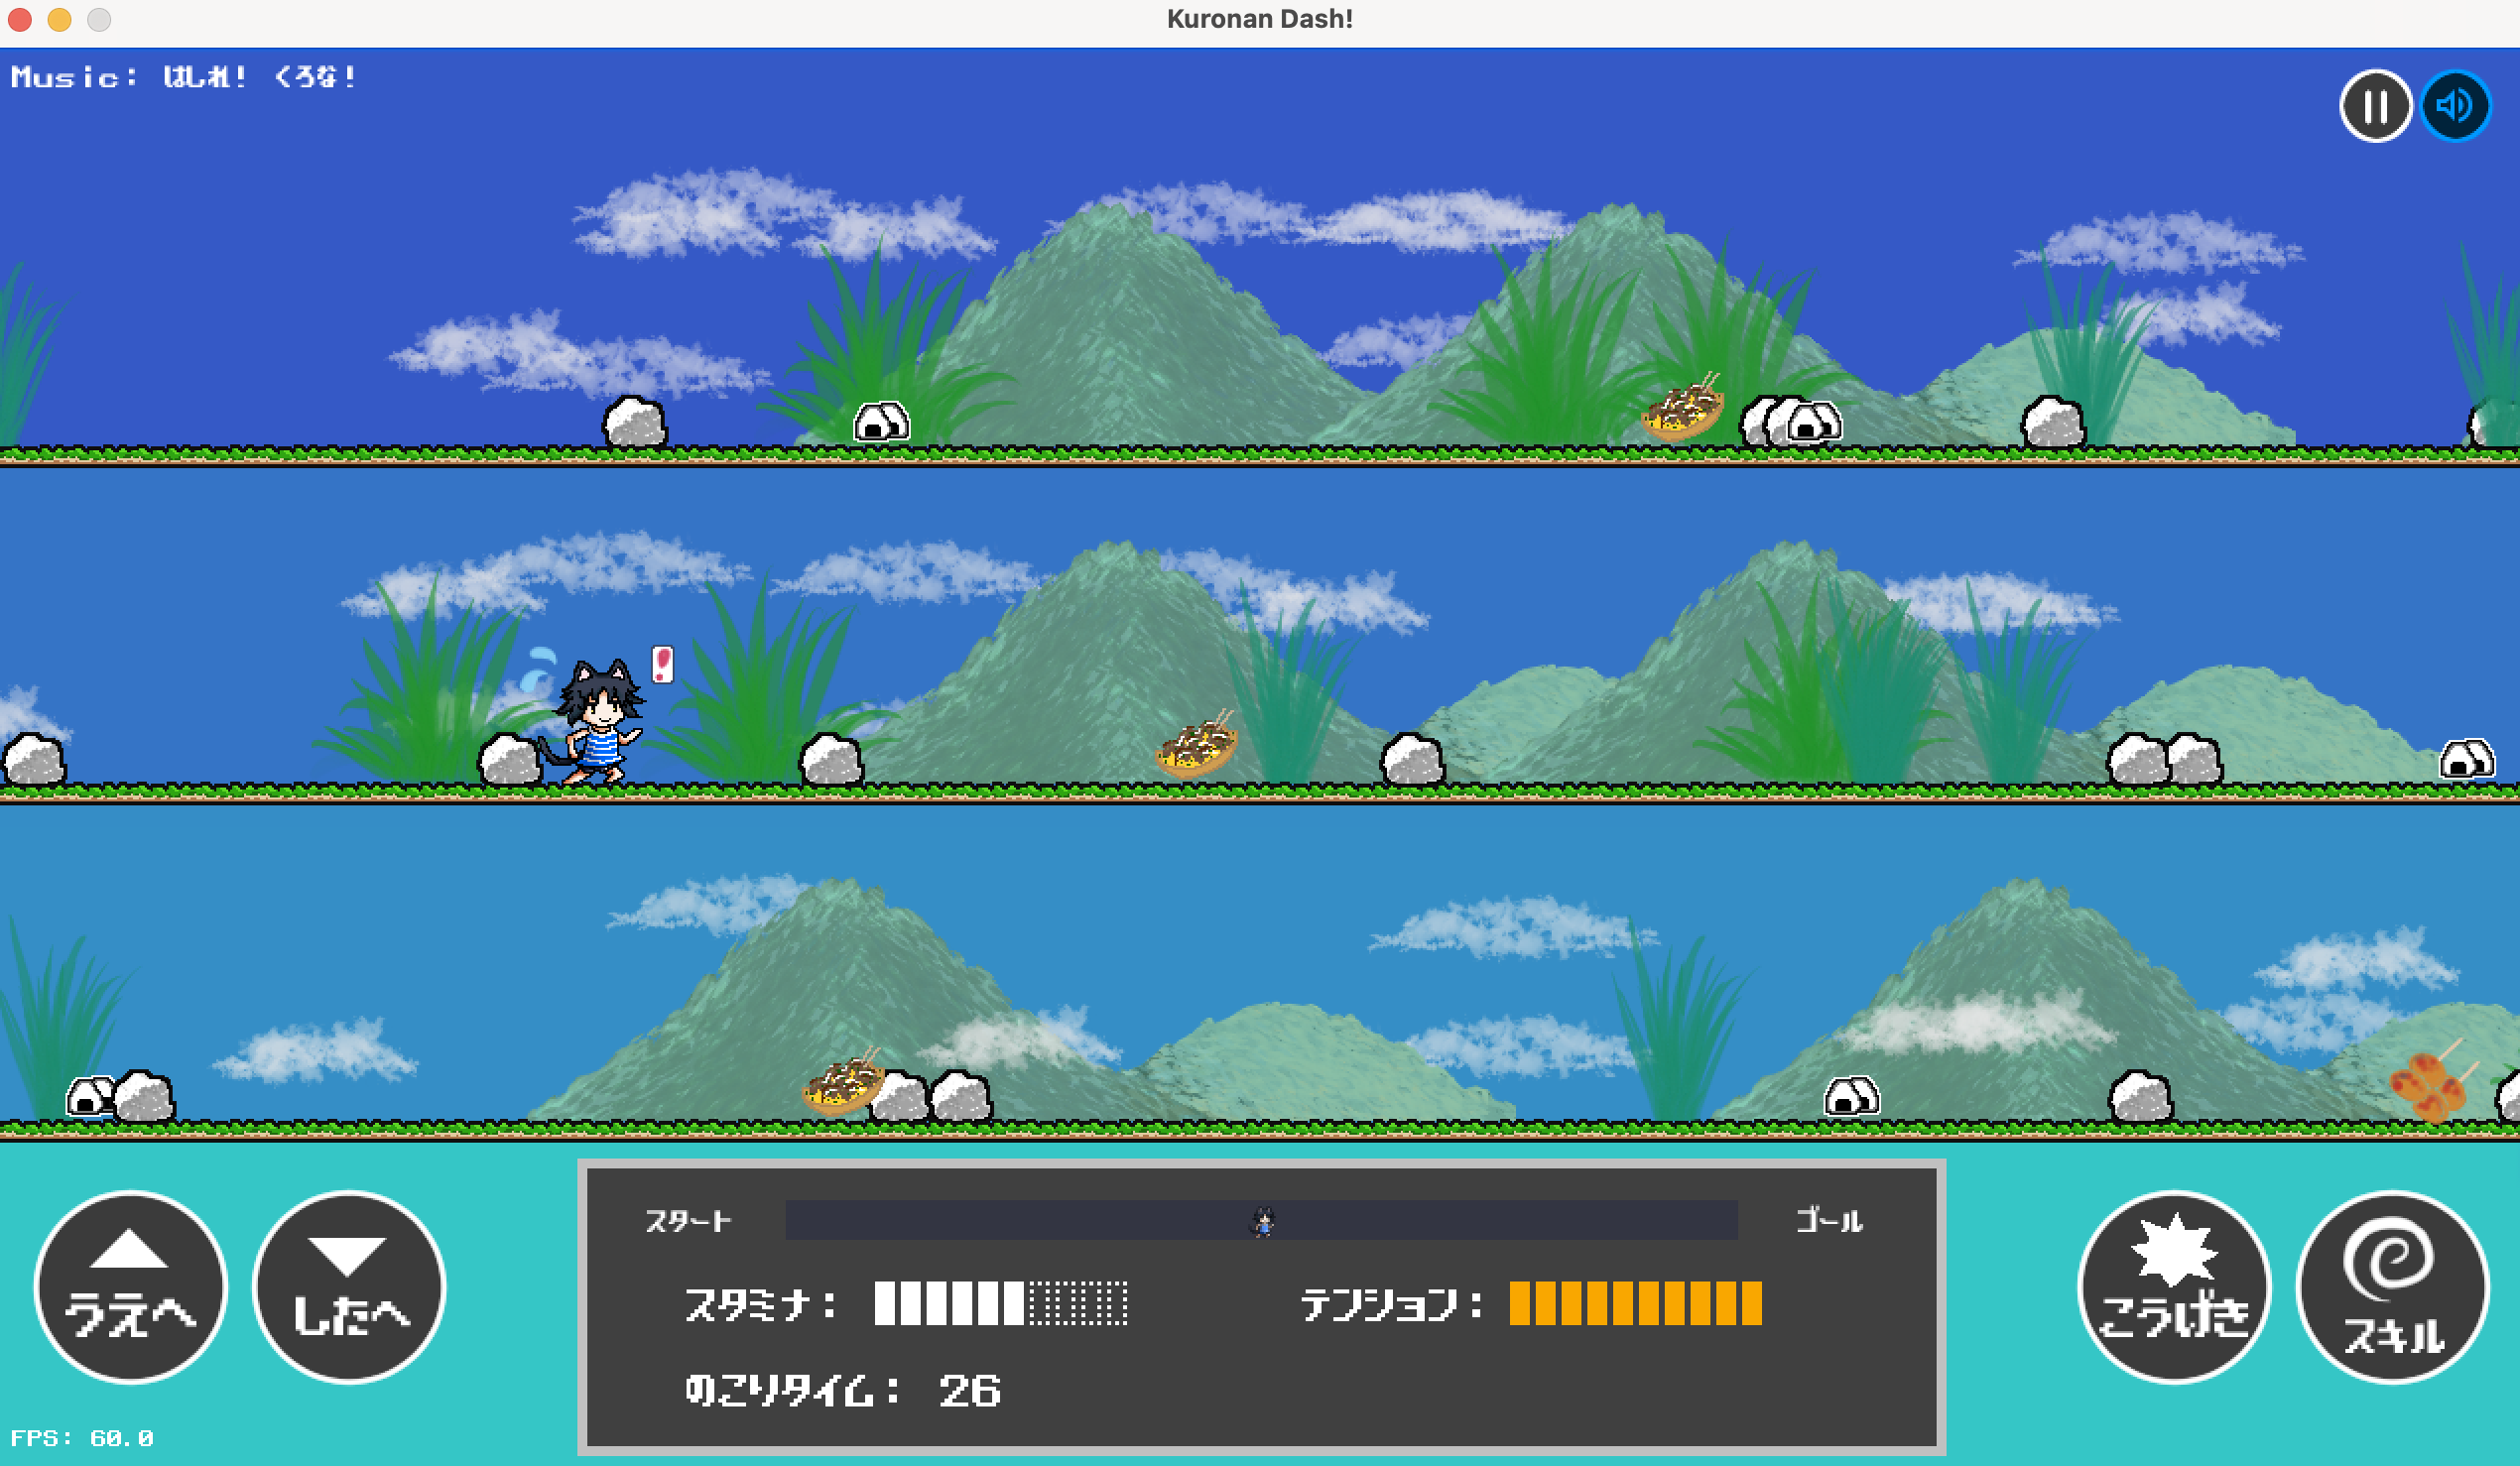 Kuronan Dash!
Music: はしれ! くろな!
スタート ゴール
スタミナ: テンション:
のこりタイム: 26
うえへ したへ こうげき スキル
FPS: 60.0